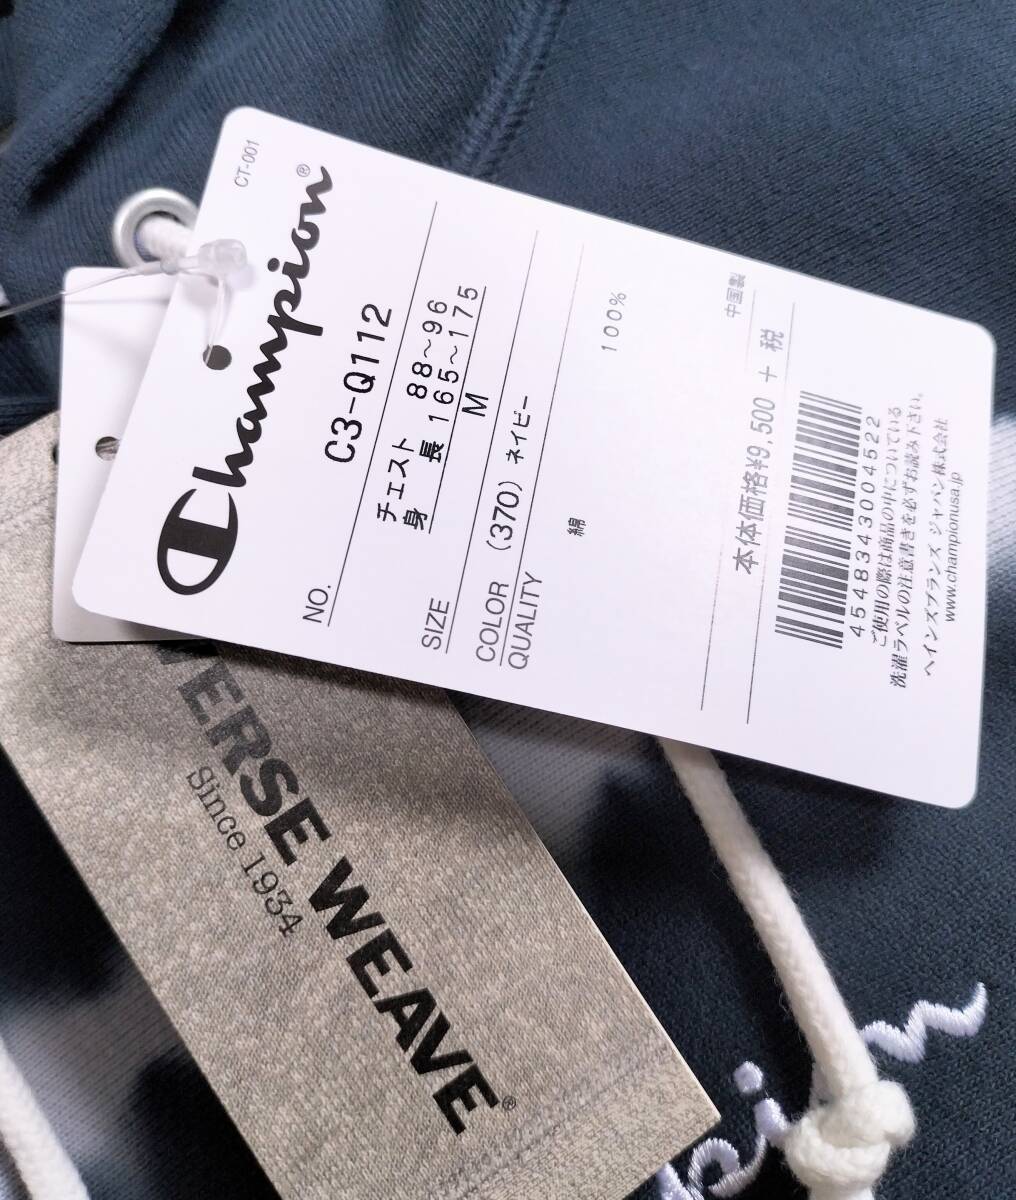 CT-001
Champion®
NO. C3-Q112
チェスト 88～96
身 長 165～175
SIZE M
COLOR (370) ネイビー
QUALITY
綿 100%
中国製
本体価格¥9,500 + 税
4548343004522
ご使用の際は商品の中についている
洗濯ラベルの注意書きを必ずお読み下さい。
ヘインズブランズ ジャパン株式会社
www.championusa.jp
VERSE WEAVE®
Since 1934
pion